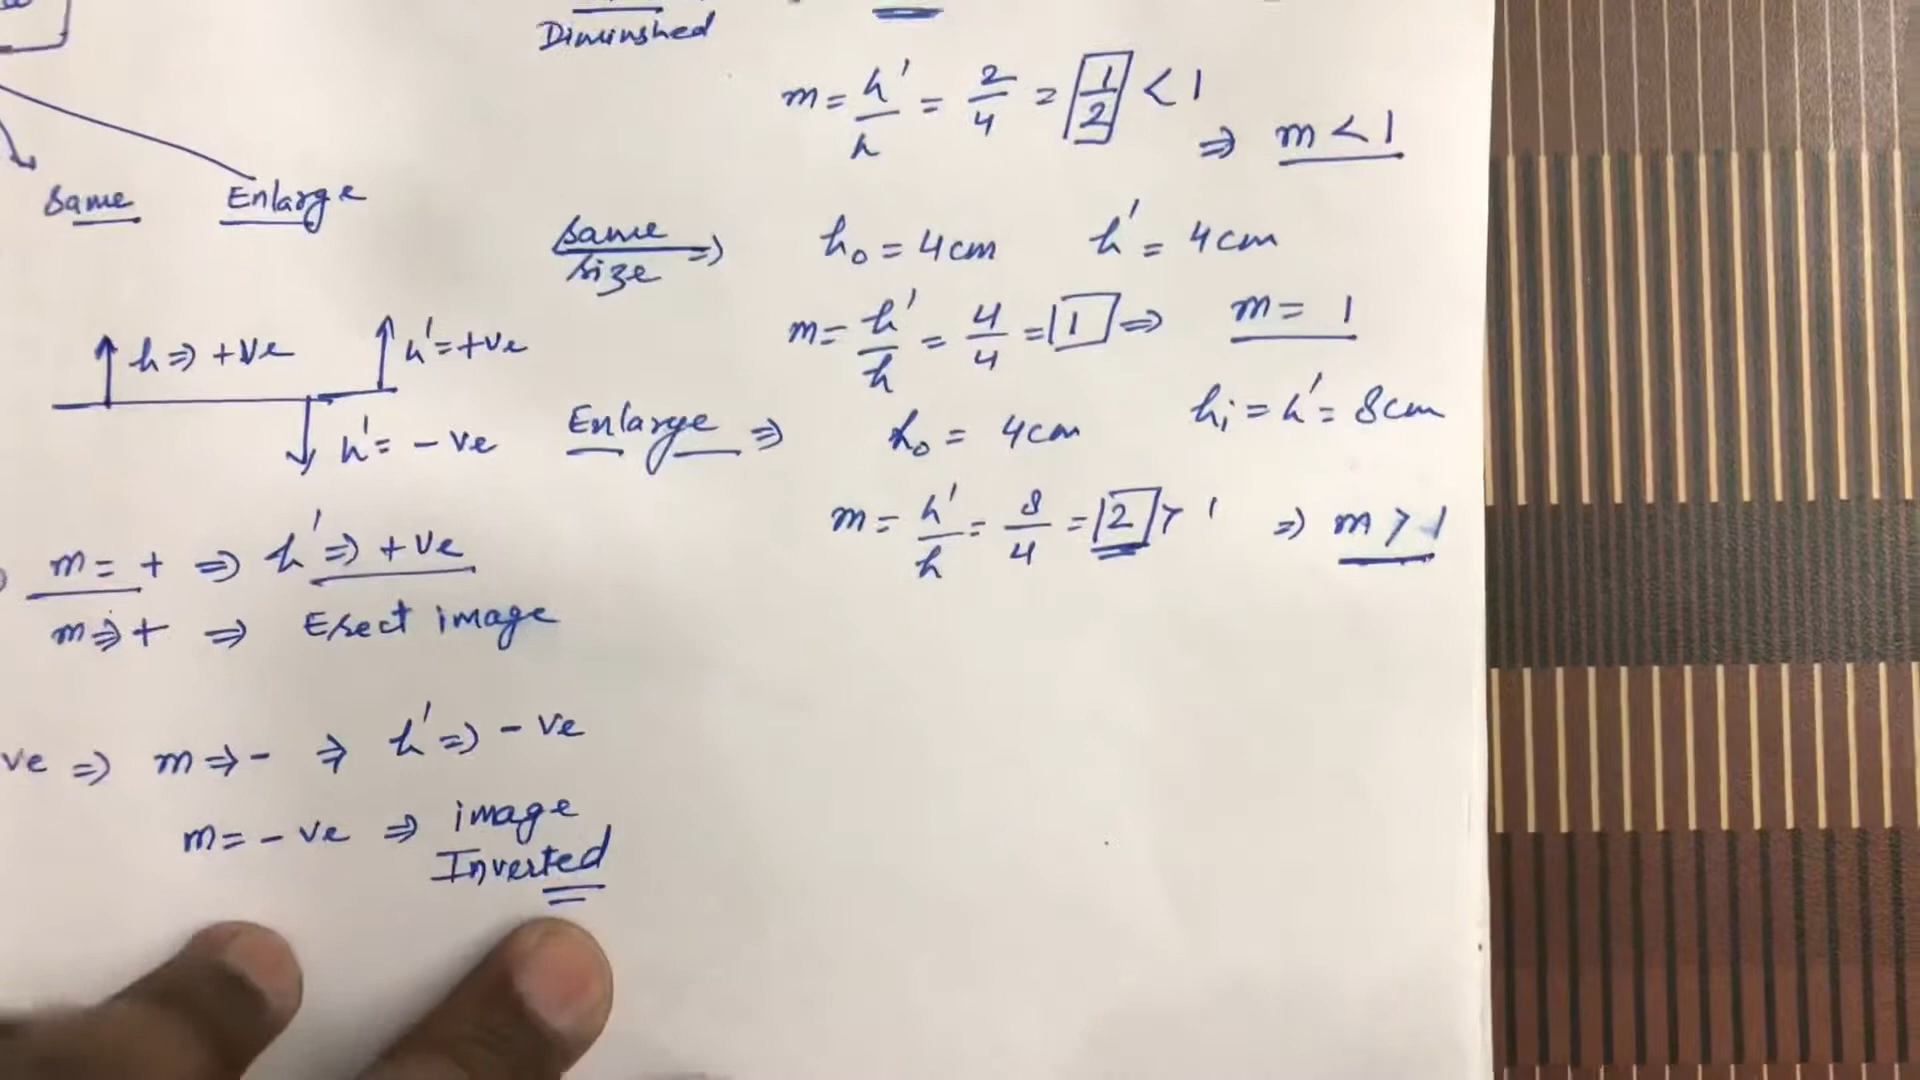 Diminshed
m = h'/h = 2/4 = 1/2 < 1
⇒ m < 1
Same Enlarge
same size ⇒ h₀ = 4cm h' = 4cm
m = h'/h = 4/4 = 1 ⇒ m = 1
h ⇒ +ve h' = +ve
h' = -ve
Enlarge ⇒ h₀ = 4cm hᵢ = h' = 8cm
m = h'/h = 8/4 = 2 > 1 ⇒ m > 1
m = + ⇒ h' ⇒ +ve
m ⇒ + ⇒ Erect image
ve ⇒ m ⇒ - ⇒ h' ⇒ -ve
m = -ve ⇒ image
Inverted